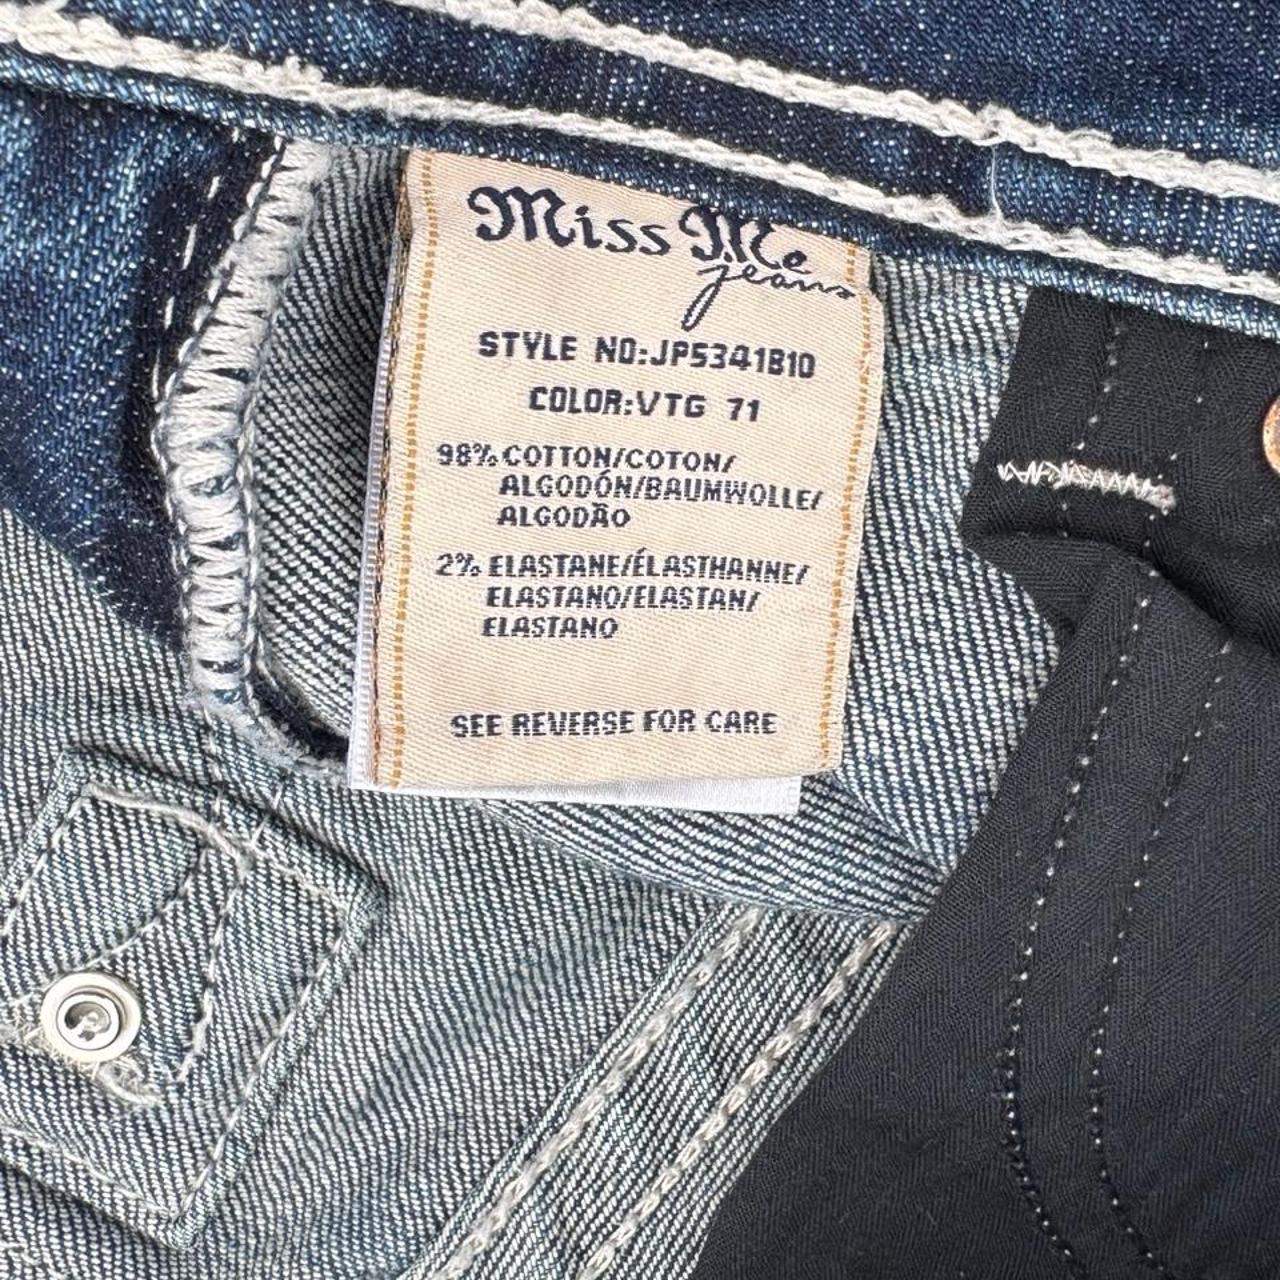 Miss Me
jeans
STYLE NO:JP5341B10
COLOR:VTG 71
98% COTTON/COTON/
ALGODÓN/BAUMWOLLE/
ALGODÃO
2% ELASTANE/ÉLASTHANNE/
ELASTANO/ELASTAN/
ELASTANO
SEE REVERSE FOR CARE